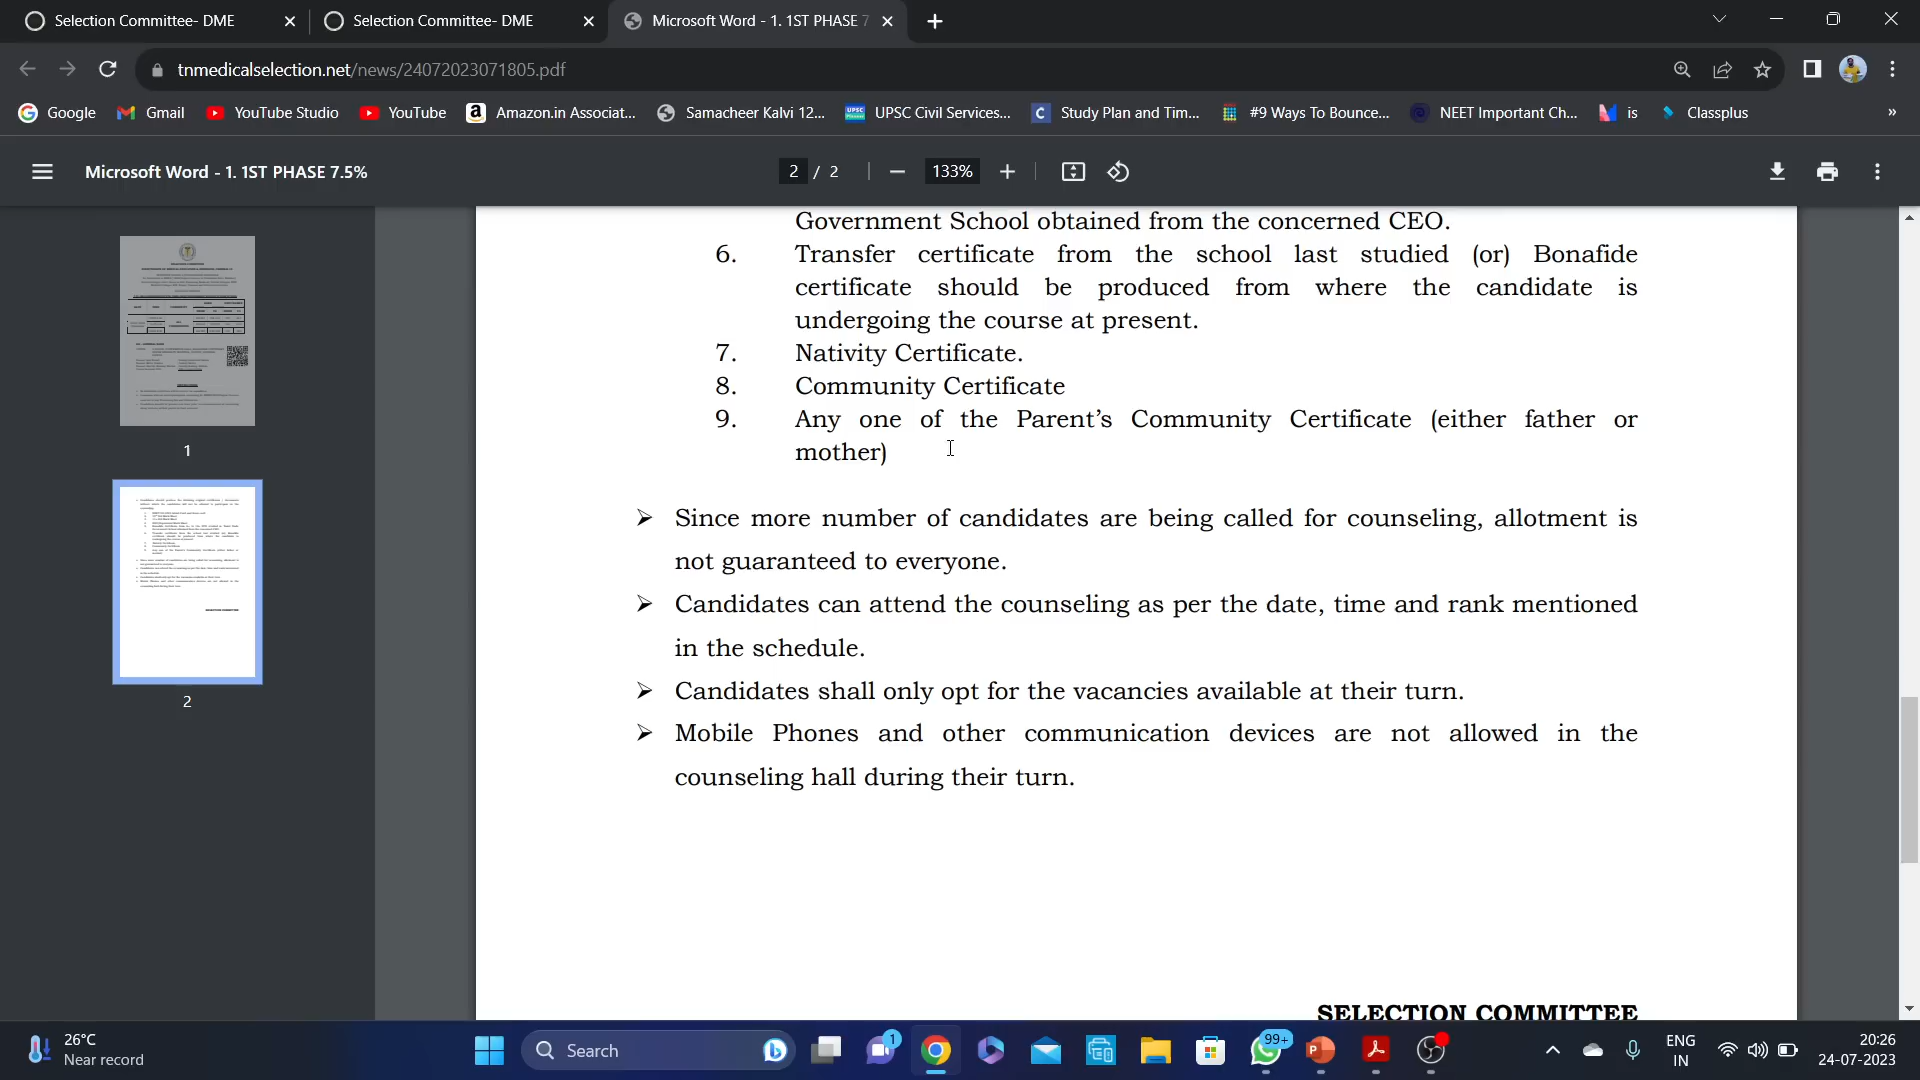 Selection Committee- DME
Selection Committee- DME
Microsoft Word - 1. 1ST PHASE 7
tnmedicalselection.net/news/24072023071805.pdf
Google
Gmail
YouTube Studio
YouTube
Amazon.in Associat...
Samacheer Kalvi 12...
UPSC Civil Services...
Study Plan and Tim...
#9 Ways To Bounce...
NEET Important Ch...
is
Classplus
»
Microsoft Word - 1. 1ST PHASE 7.5%
2 / 2
133%
1
2
Government School obtained from the concerned CEO.
6. Transfer certificate from the school last studied (or) Bonafide
certificate should be produced from where the candidate is
undergoing the course at present.
7. Nativity Certificate.
8. Community Certificate
9. Any one of the Parent’s Community Certificate (either father or
mother)
➢ Since more number of candidates are being called for counseling, allotment is
not guaranteed to everyone.
➢ Candidates can attend the counseling as per the date, time and rank mentioned
in the schedule.
➢ Candidates shall only opt for the vacancies available at their turn.
➢ Mobile Phones and other communication devices are not allowed in the
counseling hall during their turn.
SELECTION COMMITTEE
26°C
Near record
Search
1
99+
ENG
IN
20:26
24-07-2023